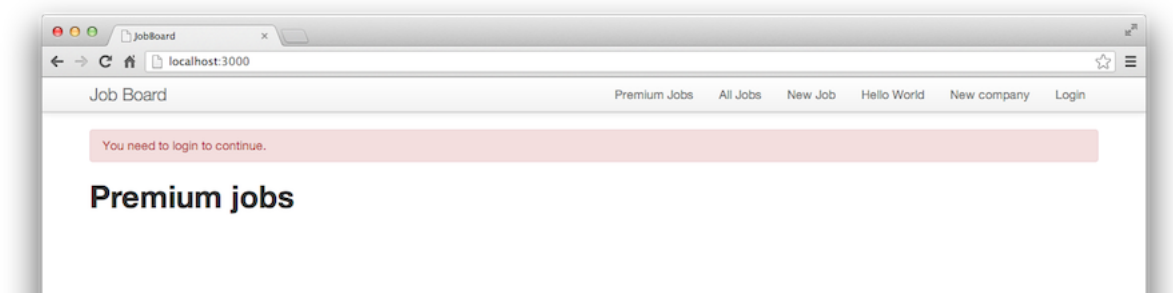 JobBoard
localhost:3000
Job Board Premium Jobs All Jobs New Job Hello World New company Login
You need to login to continue.
Premium jobs